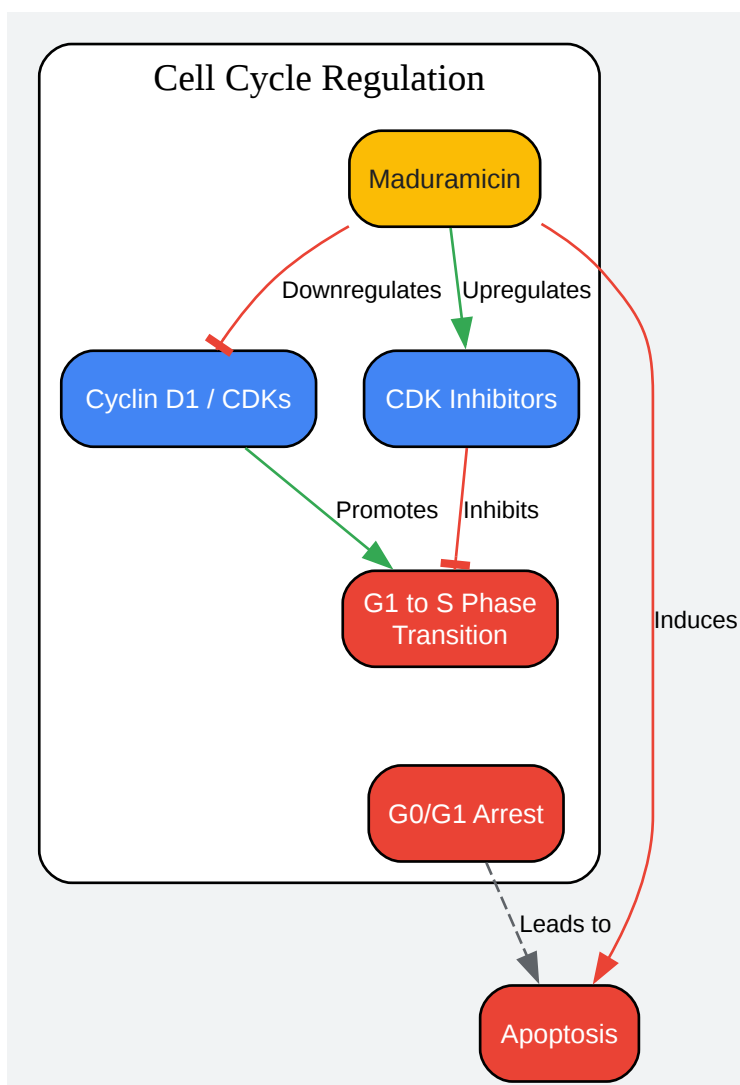 Cell Cycle Regulation
Maduramicin
Downregulates
Upregulates
Cyclin D1 / CDKs
CDK Inhibitors
Promotes
Inhibits
G1 to S Phase
Transition
Induces
G0/G1 Arrest
Leads to
Apoptosis